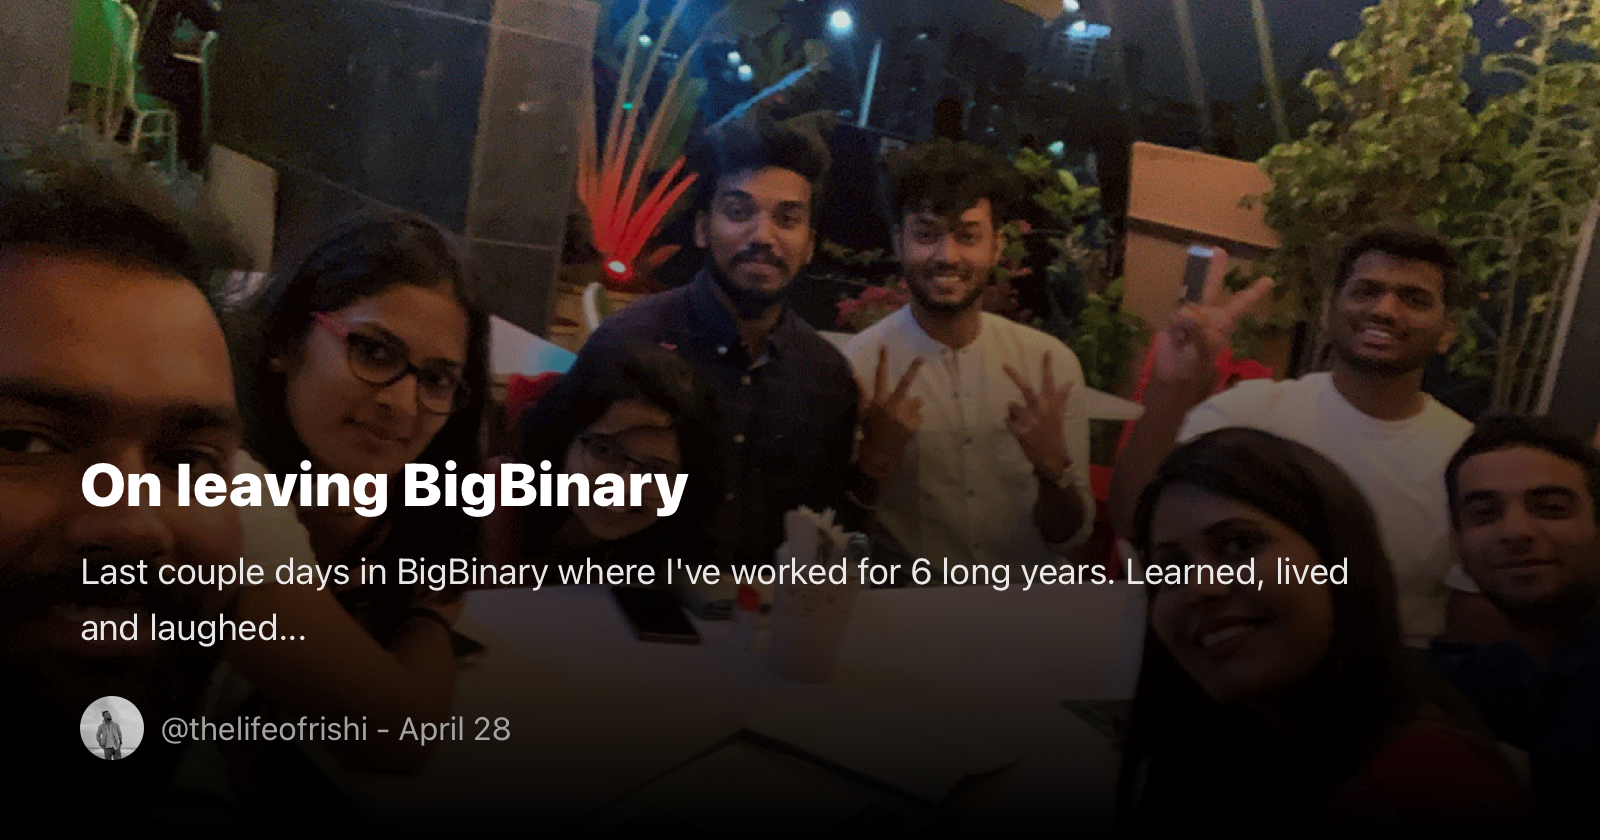 On leaving BigBinary
Last couple days in BigBinary where I've worked for 6 long years. Learned, lived
and laughed...
@thelifeofrishi - April 28